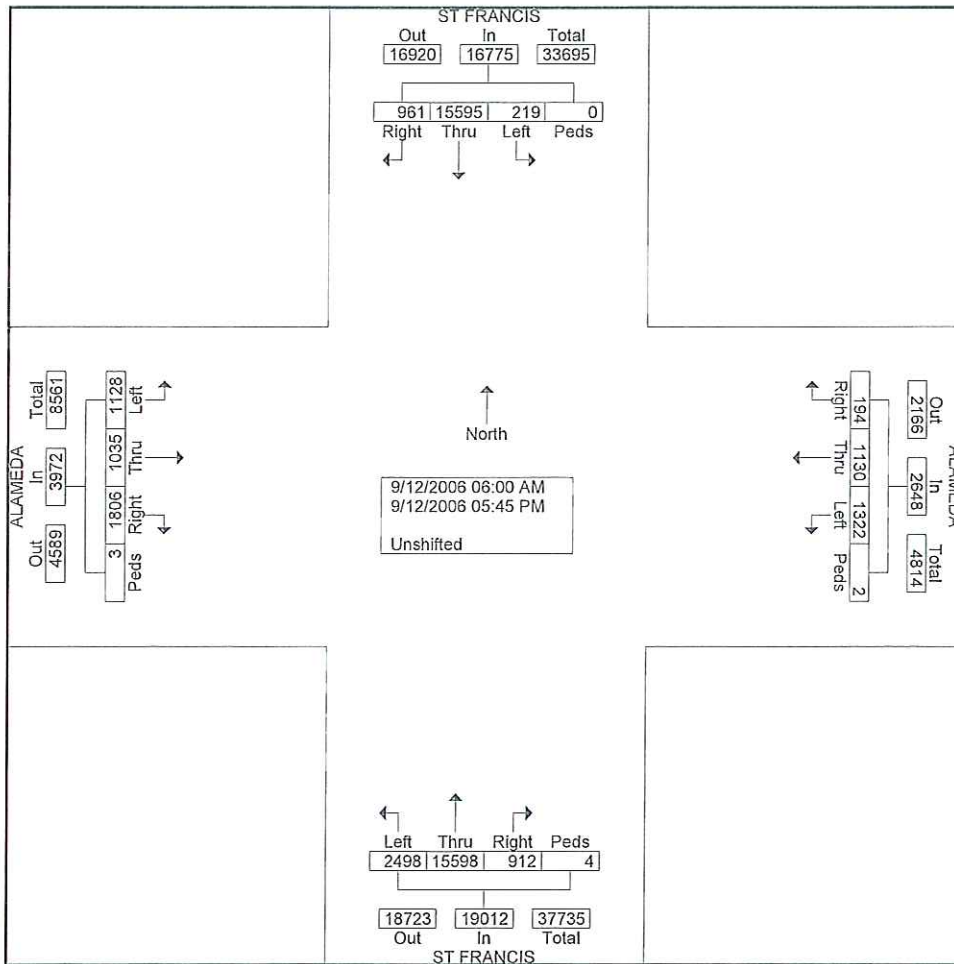 ST FRANCIS
Out In Total
16920 16775 33695
961 15595 219 0
Right Thru Left Peds
ALAMEDA
Total In Out
8561 3972 4589
1128 1035 1806 3
Left Thru Right Peds
North
9/12/2006 06:00 AM
9/12/2006 05:45 PM
Unshifted
Right Thru Left Peds
194 1130 1322 2
Out In Total
2166 2648 4814
ALAMEDA
Left Thru Right Peds
2498 15598 912 4
18723 19012 37735
Out In Total
ST FRANCIS